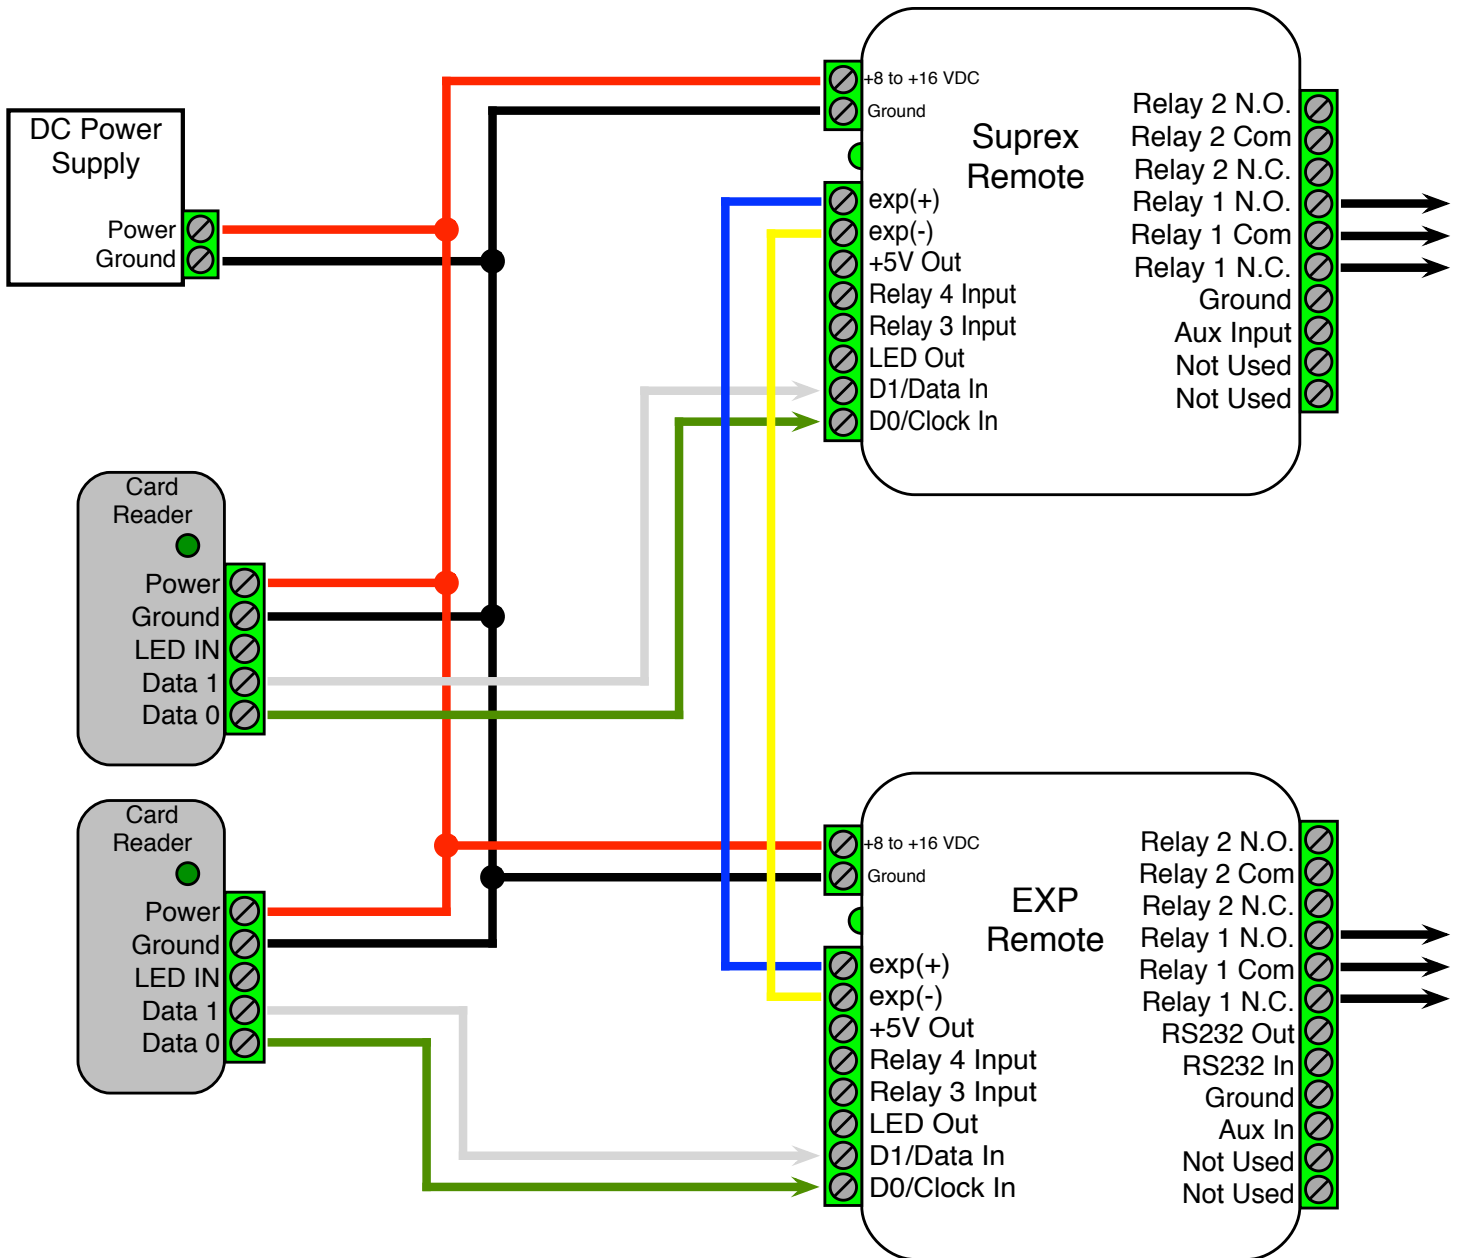 DC Power
Supply
Power
Ground
Card
Reader
Power
Ground
LED IN
Data 1
Data 0
Card
Reader
Power
Ground
LED IN
Data 1
Data 0
+8 to +16 VDC
Ground
Suprex
Remote
exp(+)
exp(-)
+5V Out
Relay 4 Input
Relay 3 Input
LED Out
D1/Data In
D0/Clock In
Relay 2 N.O.
Relay 2 Com
Relay 2 N.C.
Relay 1 N.O.
Relay 1 Com
Relay 1 N.C.
Ground
Aux Input
Not Used
Not Used
+8 to +16 VDC
Ground
EXP
Remote
exp(+)
exp(-)
+5V Out
Relay 4 Input
Relay 3 Input
LED Out
D1/Data In
D0/Clock In
Relay 2 N.O.
Relay 2 Com
Relay 2 N.C.
Relay 1 N.O.
Relay 1 Com
Relay 1 N.C.
RS232 Out
RS232 In
Ground
Aux In
Not Used
Not Used